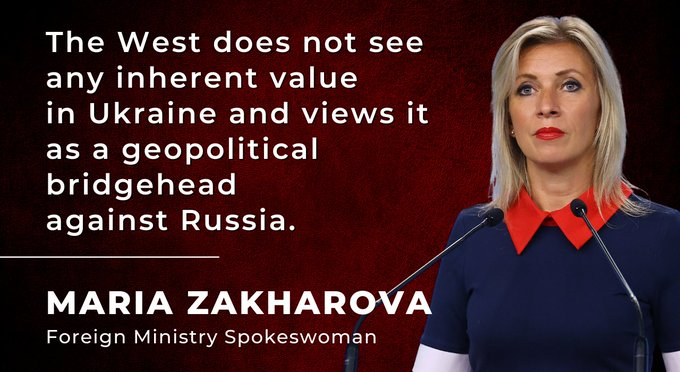 The West does not see
any inherent value
in Ukraine and views it
as a geopolitical
bridgehead
against Russia.
MARIA ZAKHAROVA
Foreign Ministry Spokeswoman